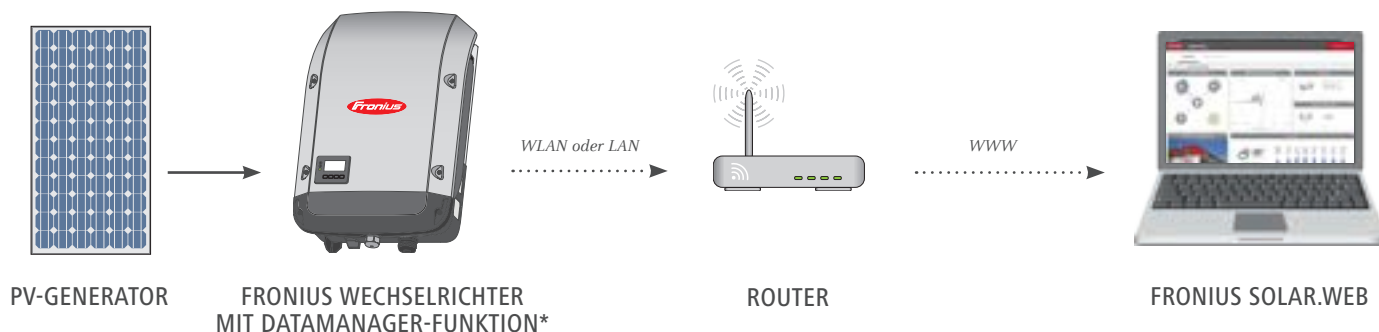 Fronius
WLAN oder LAN
WWW
PV-GENERATOR
FRONIUS WECHSELRICHTER
MIT DATAMANAGER-FUNKTION*
ROUTER
FRONIUS SOLAR.WEB